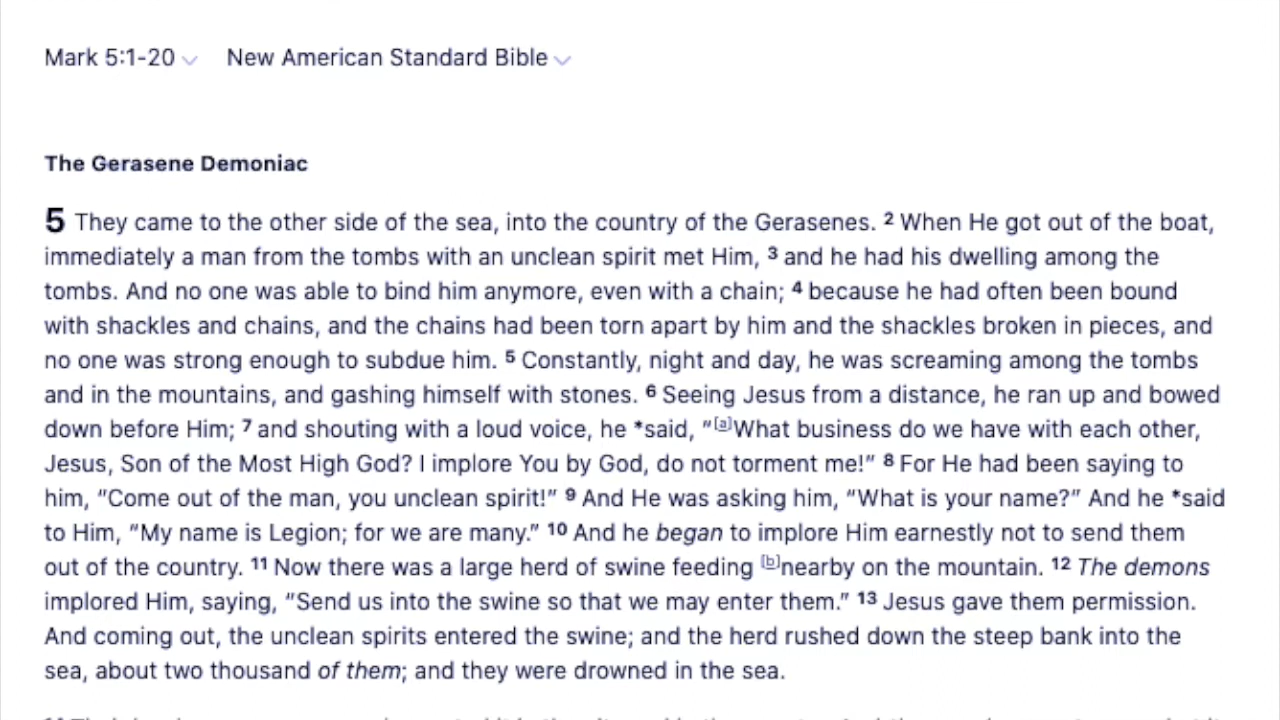 Mark 5:1-20 New American Standard Bible
The Gerasene Demoniac
5 They came to the other side of the sea, into the country of the Gerasenes. 2 When He got out of the boat,
immediately a man from the tombs with an unclean spirit met Him, 3 and he had his dwelling among the
tombs. And no one was able to bind him anymore, even with a chain; 4 because he had often been bound
with shackles and chains, and the chains had been torn apart by him and the shackles broken in pieces, and
no one was strong enough to subdue him. 5 Constantly, night and day, he was screaming among the tombs
and in the mountains, and gashing himself with stones. 6 Seeing Jesus from a distance, he ran up and bowed
down before Him; 7 and shouting with a loud voice, he *said, “[a]What business do we have with each other,
Jesus, Son of the Most High God? I implore You by God, do not torment me!” 8 For He had been saying to
him, “Come out of the man, you unclean spirit!” 9 And He was asking him, “What is your name?” And he *said
to Him, “My name is Legion; for we are many.” 10 And he began to implore Him earnestly not to send them
out of the country. 11 Now there was a large herd of swine feeding [b]nearby on the mountain. 12 The demons
implored Him, saying, “Send us into the swine so that we may enter them.” 13 Jesus gave them permission.
And coming out, the unclean spirits entered the swine; and the herd rushed down the steep bank into the
sea, about two thousand of them; and they were drowned in the sea.